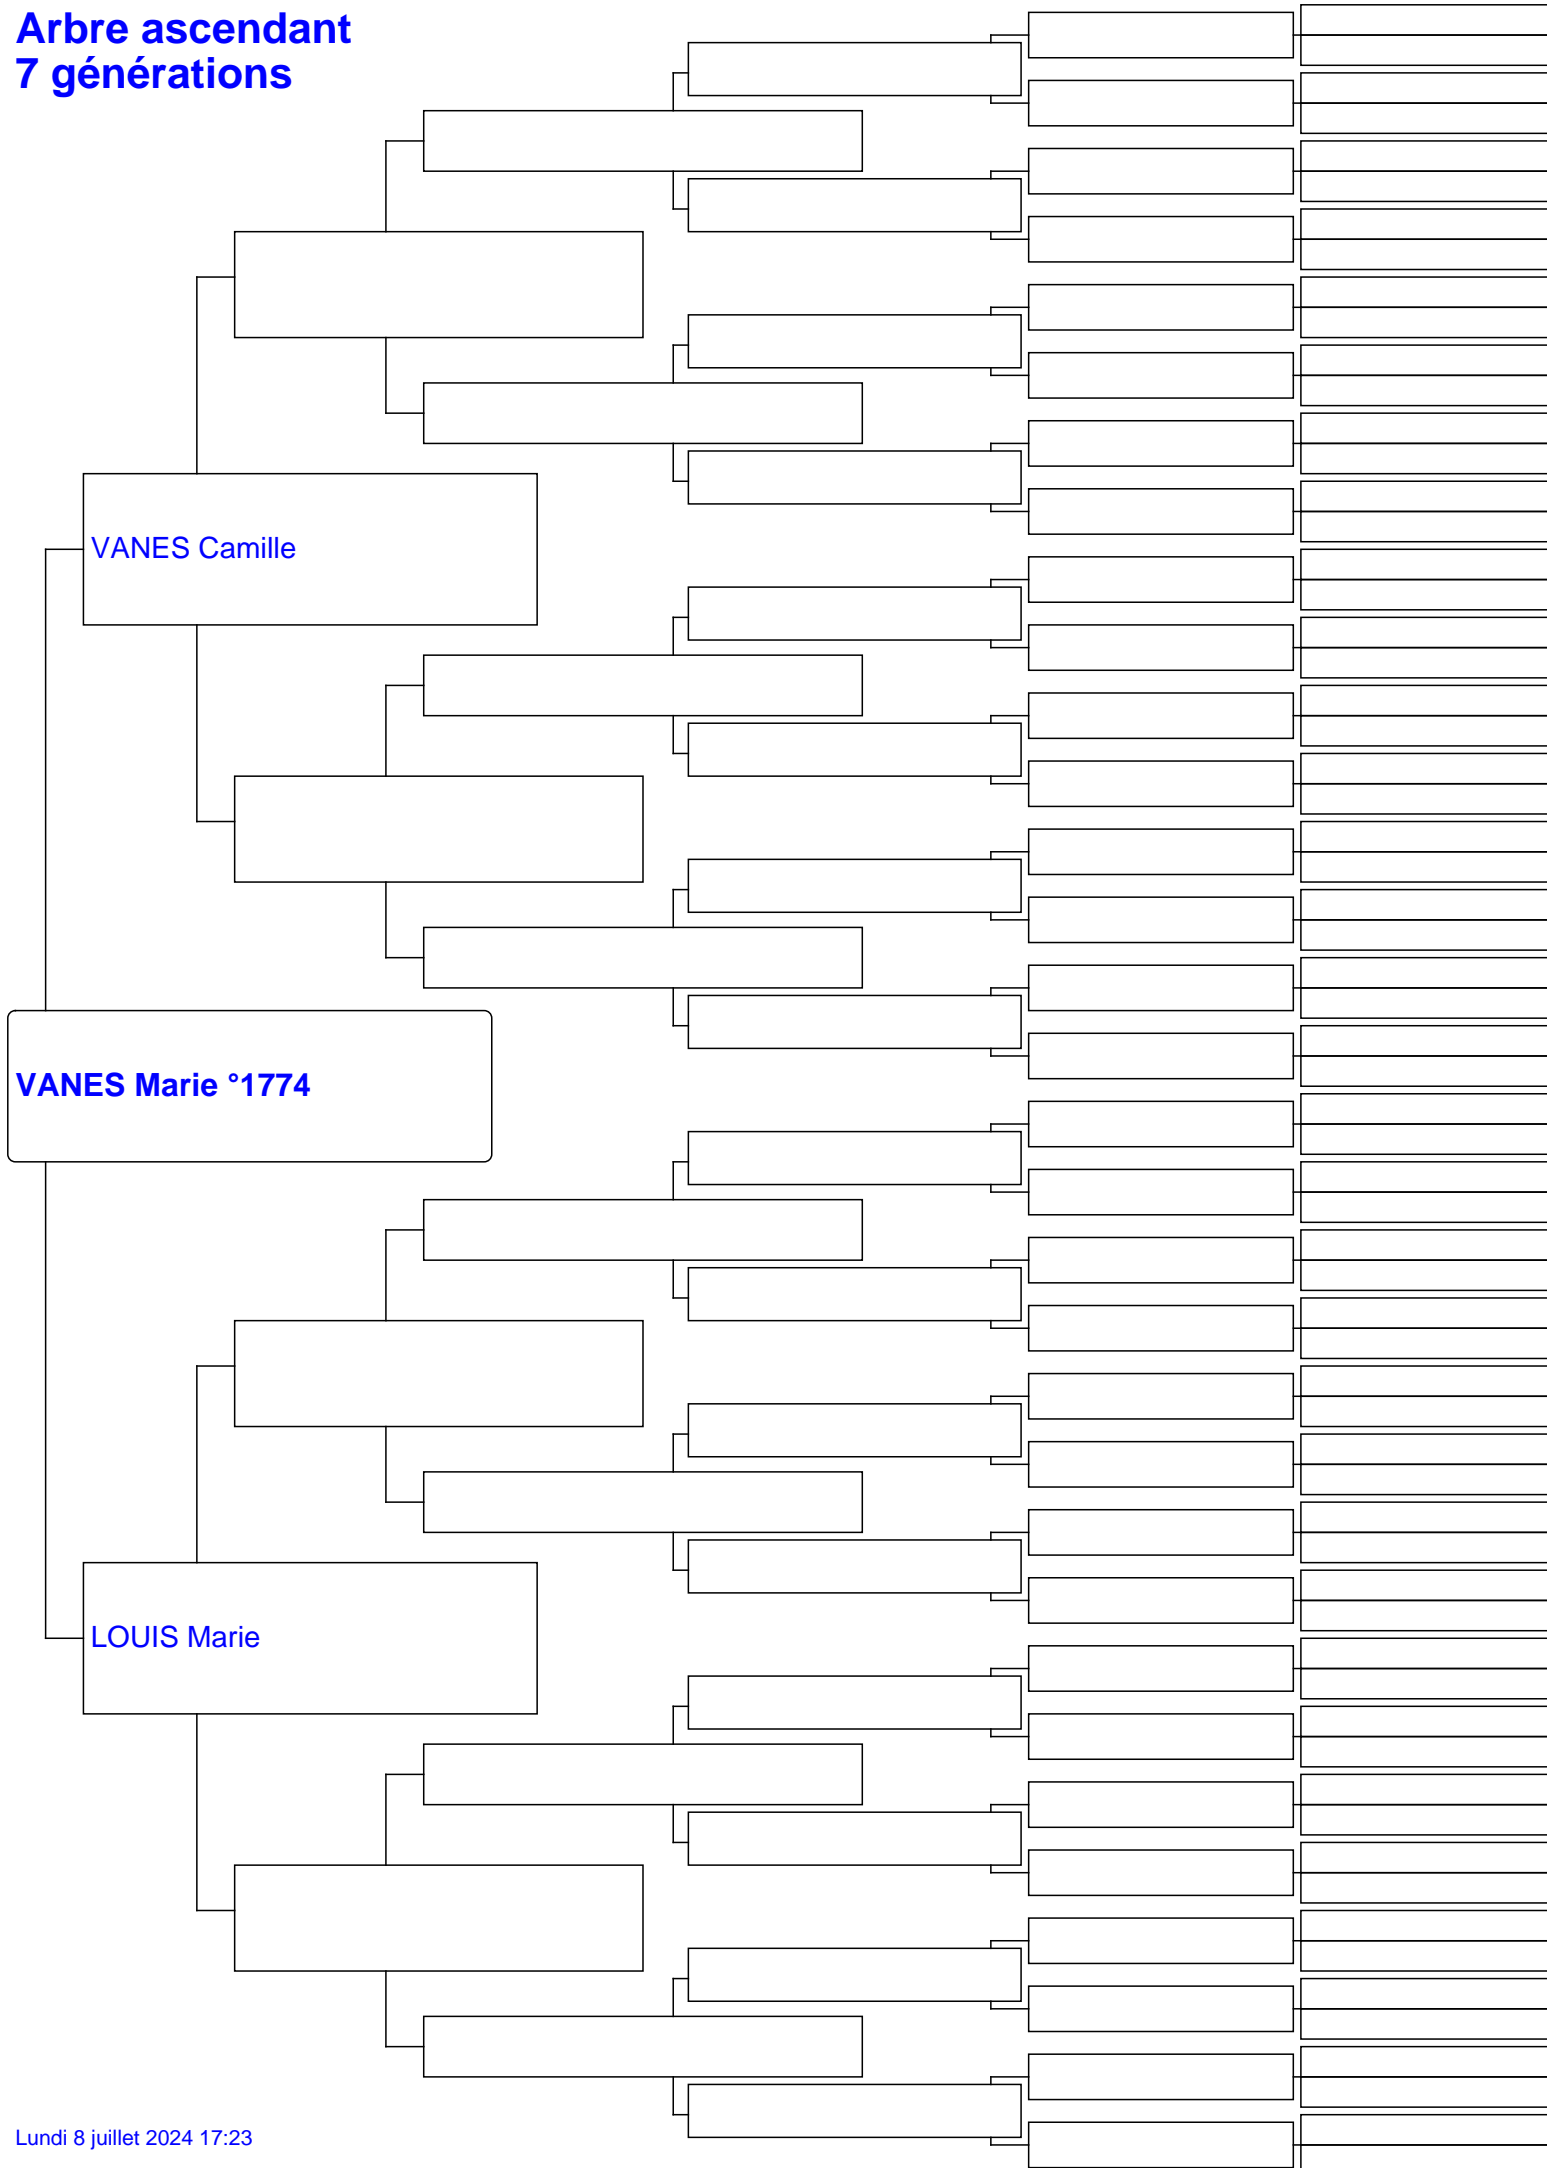 Arbre ascendant
7 générations
VANES Camille
VANES Marie °1774
LOUIS Marie
Lundi 8 juillet 2024 17:23